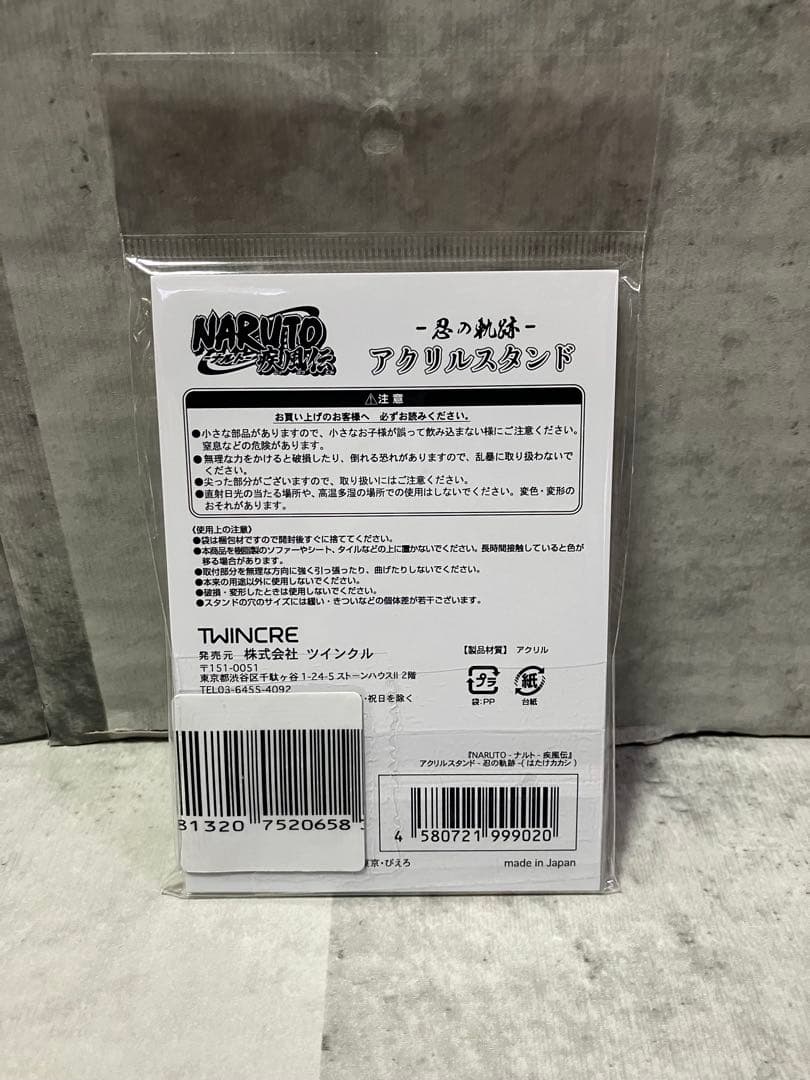 NARUTO
-ナルト-
疾風伝
-忍の軌跡-
アクリルスタンド
⚠注意
お買い上げのお客様へ 必ずお読みください。
●小さな部品がありますので、小さなお子様が誤って飲み込まない様にご注意ください。
窒息などの危険があります。
●無理な力をかけると破損したり、倒れる恐れがありますので、乱暴に取り扱わないで
ください。
●尖った部分がございますので、取り扱いにはご注意ください。
●直射日光の当たる場所や、高温多湿の場所での使用はしないでください。変色・変形の
おそれがあります。
《使用上の注意》
●袋は梱包材ですので開封後すぐに捨ててください。
●本商品を樹脂製のソファーやシート、タイルなどの上に置かないでください。長時間接触していると色が
移る場合があります。
●取付部分を無理な方向に強く引っ張ったり、曲げたりしないでください。
●本来の用途以外に使用しないでください。
●破損・変形したときは使用しないでください。
●スタンドの穴のサイズには緩い・きついなどの個体差が若干ございます。
TWINCRE
発売元 株式会社 ツインクル
〒151-0051
東京都渋谷区千駄ヶ谷 1-24-5 ストーンハウスII 2階
TEL03-6455-4092
・祝日を除く
【製品材質】 アクリル
プラ
袋:PP
紙
台紙
『NARUTO -ナルト- 疾風伝』
アクリルスタンド -忍の軌跡-(はたけカカシ)
81320 7520658
4 580721 999020
東京・ぴえろ
made in Japan